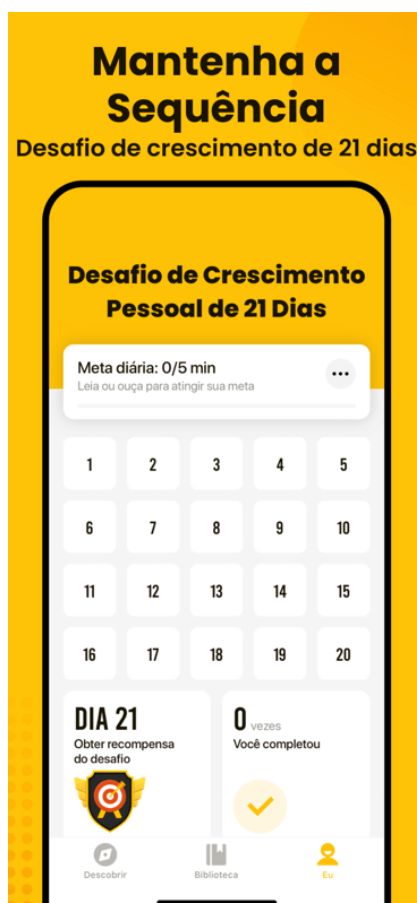 Mantenha a
Sequência
Desafio de crescimento de 21 dias
Desafio de Crescimento
Pessoal de 21 Dias
Meta diária: 0/5 min
Leia ou ouça para atingir sua meta
1 2 3 4 5
6 7 8 9 10
11 12 13 14 15
16 17 18 19 20
DIA 21
Obter recompensa
do desafio
0 vezes
Você completou
Descobrir Biblioteca Eu